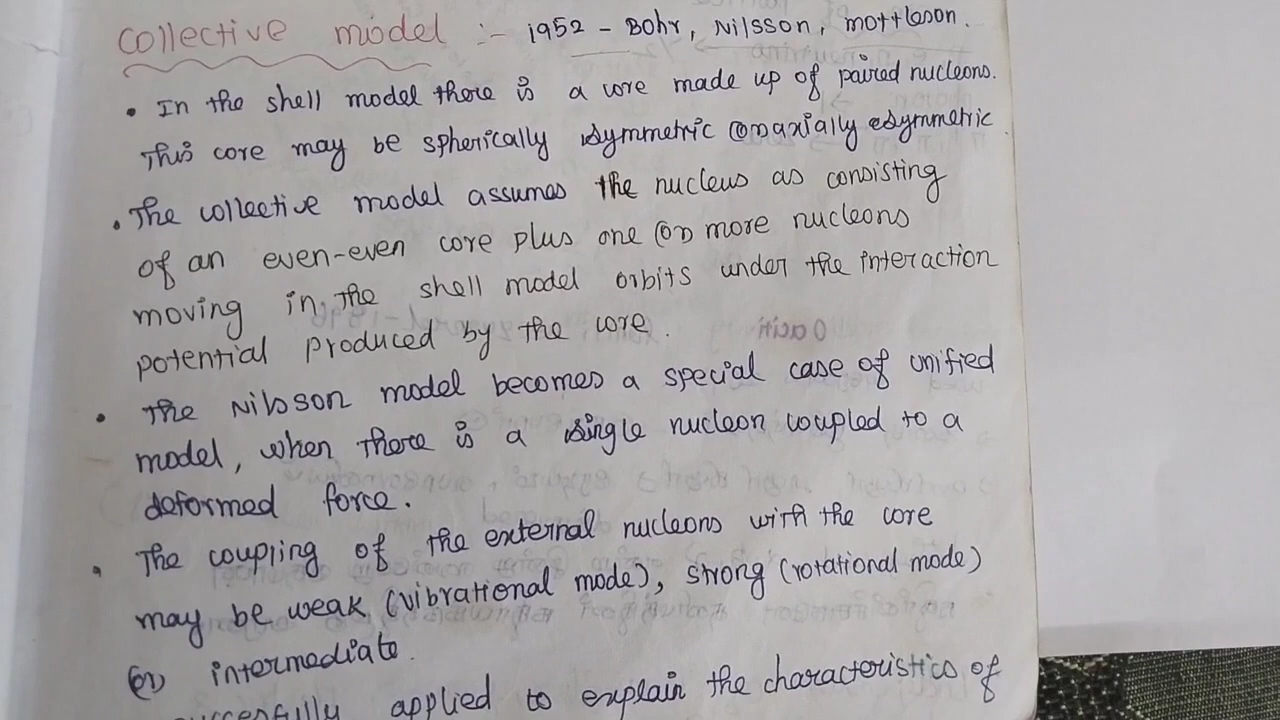 collective model :- 1952 - Bohr, Nilsson, mottleson.
• In the shell model there is a core made up of paired nucleons.
This core may be spherically symmetric (or) axially symmetric.
• The collective model assumes the nucleus as consisting
of an even-even core plus one (or) more nucleons
moving in the shell model orbits under the interaction
potential produced by the core.
• The Nilsson model becomes a special case of unified
model, when there is a single nucleon coupled to a
deformed force.
• The coupling of the external nucleons with the core
may be weak (vibrational mode), strong (rotational mode)
(or) intermediate.
successfully applied to explain the characteristics of